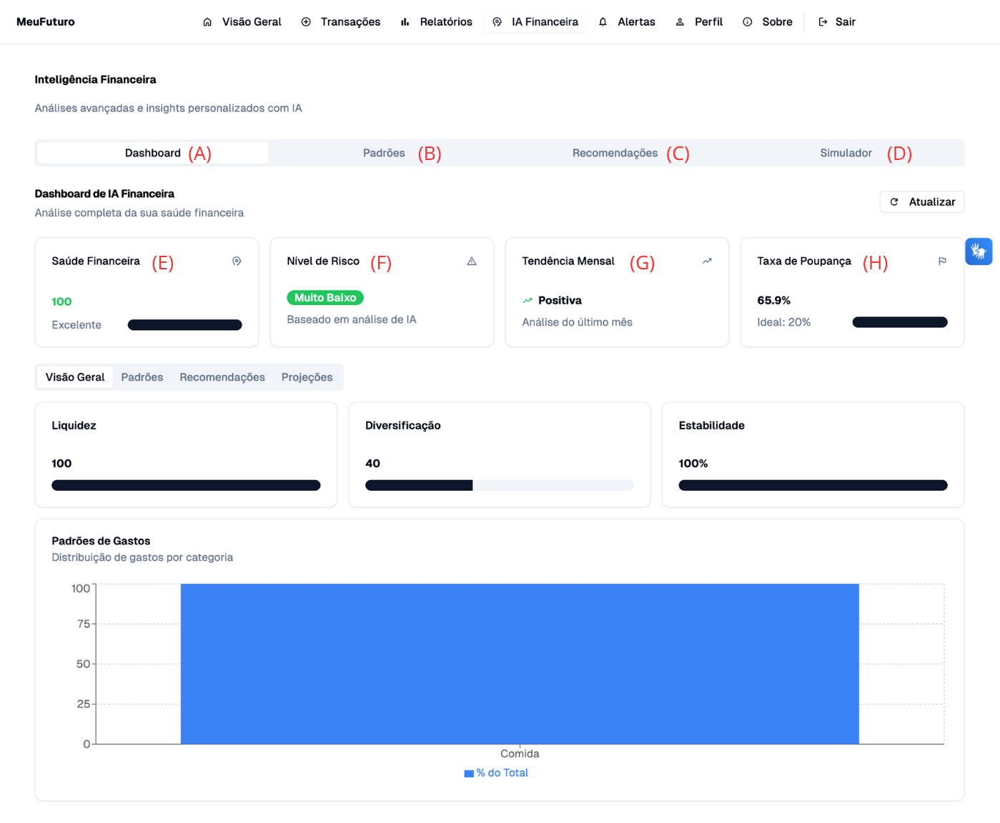 MeuFuturo Visão Geral Transações Relatórios IA Financeira Alertas Perfil Sobre Sair
Inteligência Financeira
Análises avançadas e insights personalizados com IA
Dashboard (A) Padrões (B) Recomendações (C) Simulador (D)
Dashboard de IA Financeira
Análise completa da sua saúde financeira
Atualizar
Saúde Financeira (E)
100
Excelente
Nível de Risco (F)
Muito Baixo
Baseado em análise de IA
Tendência Mensal (G)
Positiva
Análise do último mês
Taxa de Poupança (H)
65.9%
Ideal: 20%
Visão Geral Padrões Recomendações Projeções
Liquidez
100
Diversificação
40
Estabilidade
100%
Padrões de Gastos
Distribuição de gastos por categoria
100
75
50
25
0
Comida
% do Total